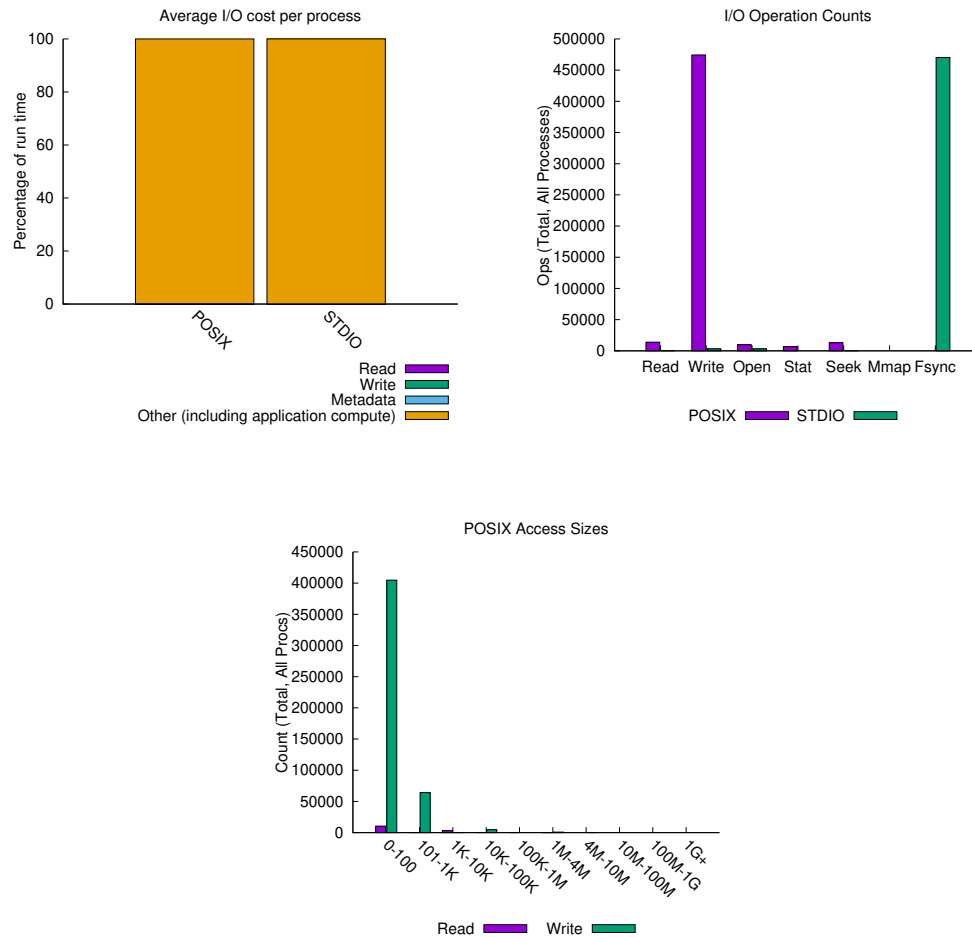 Average I/O cost per process
Percentage of run time
100
80
60
40
20
0
POSIX
STDIO
Read
Write
Metadata
Other (including application compute)
I/O Operation Counts
Ops (Total, All Processes)
500000
450000
400000
350000
300000
250000
200000
150000
100000
50000
0
Read Write Open Stat Seek Mmap Fsync
POSIX STDIO
POSIX Access Sizes
Count (Total, All Procs)
450000
400000
350000
300000
250000
200000
150000
100000
50000
0
0-100
101-1K
1K-10K
10K-100K
100K-1M
1M-4M
4M-10M
10M-100M
100M-1G
1G+
Read Write